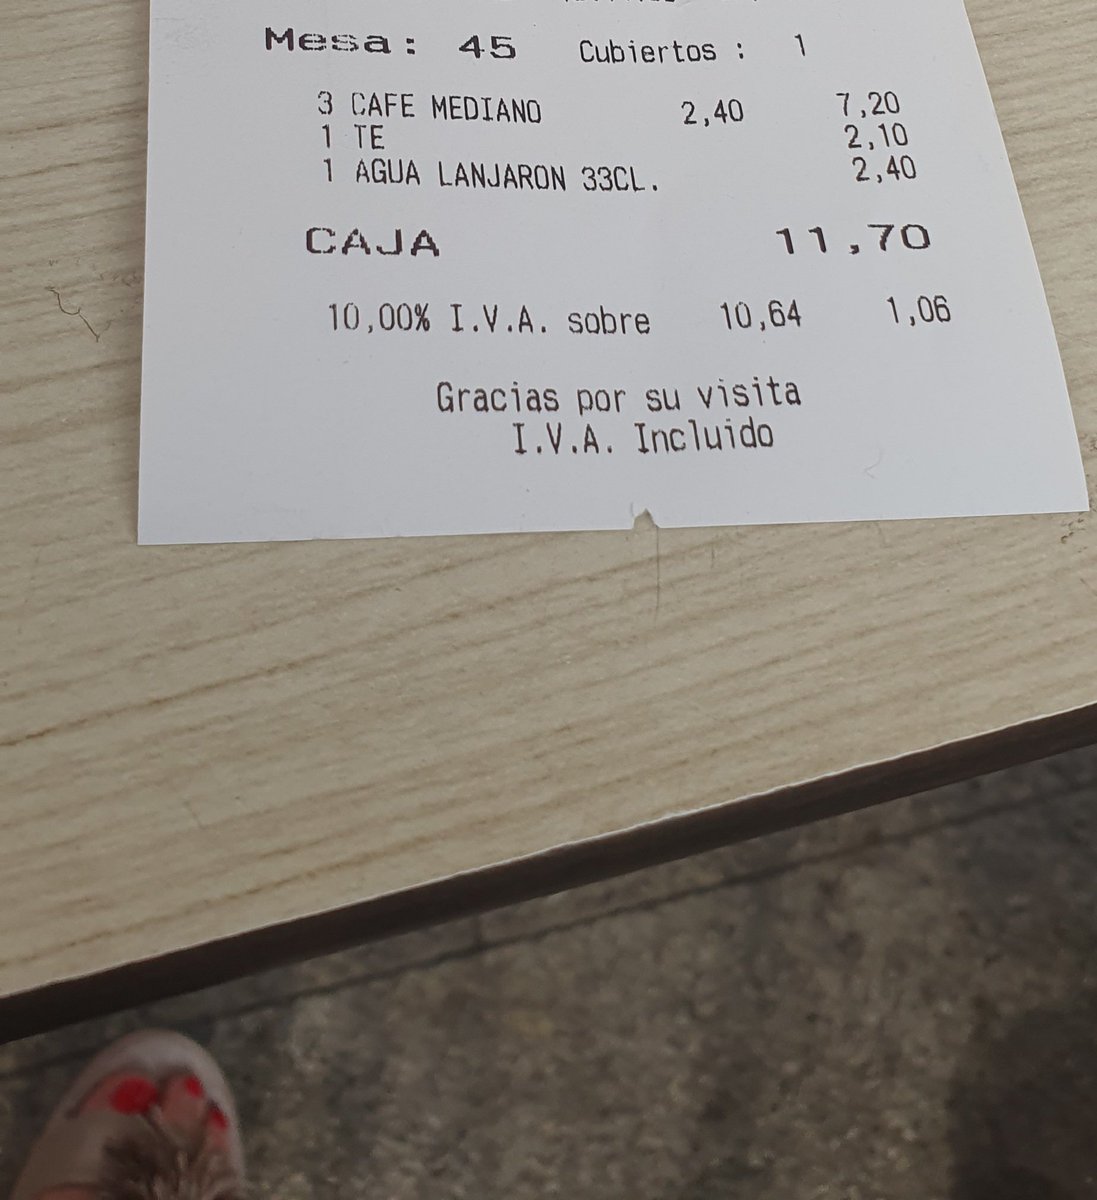 Mesa: 45 Cubiertos : 1
3 CAFE MEDIANO 2,40 7,20
1 TE 2,10
1 AGUA LANJARON 33CL. 2,40
CAJA 11,70
10,00% I.V.A. sobre 10,64 1,06
Gracias por su visita
I.V.A. Incluido